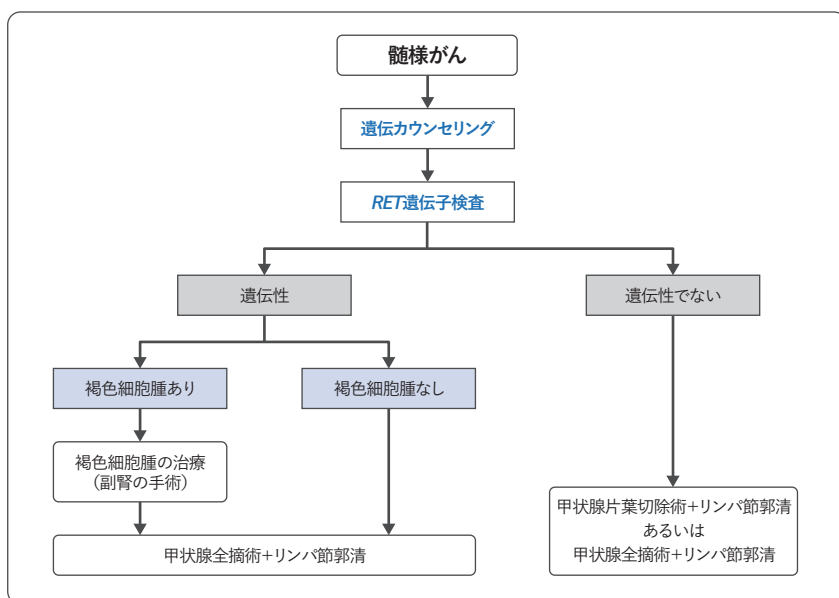 髄様がん
遺伝カウンセリング
RET遺伝子検査
遺伝性
遺伝性でない
褐色細胞腫あり
褐色細胞腫なし
褐色細胞腫の治療
（副腎の手術）
甲状腺全摘術+リンパ節郭清
甲状腺片葉切除術+リンパ節郭清
あるいは
甲状腺全摘術+リンパ節郭清